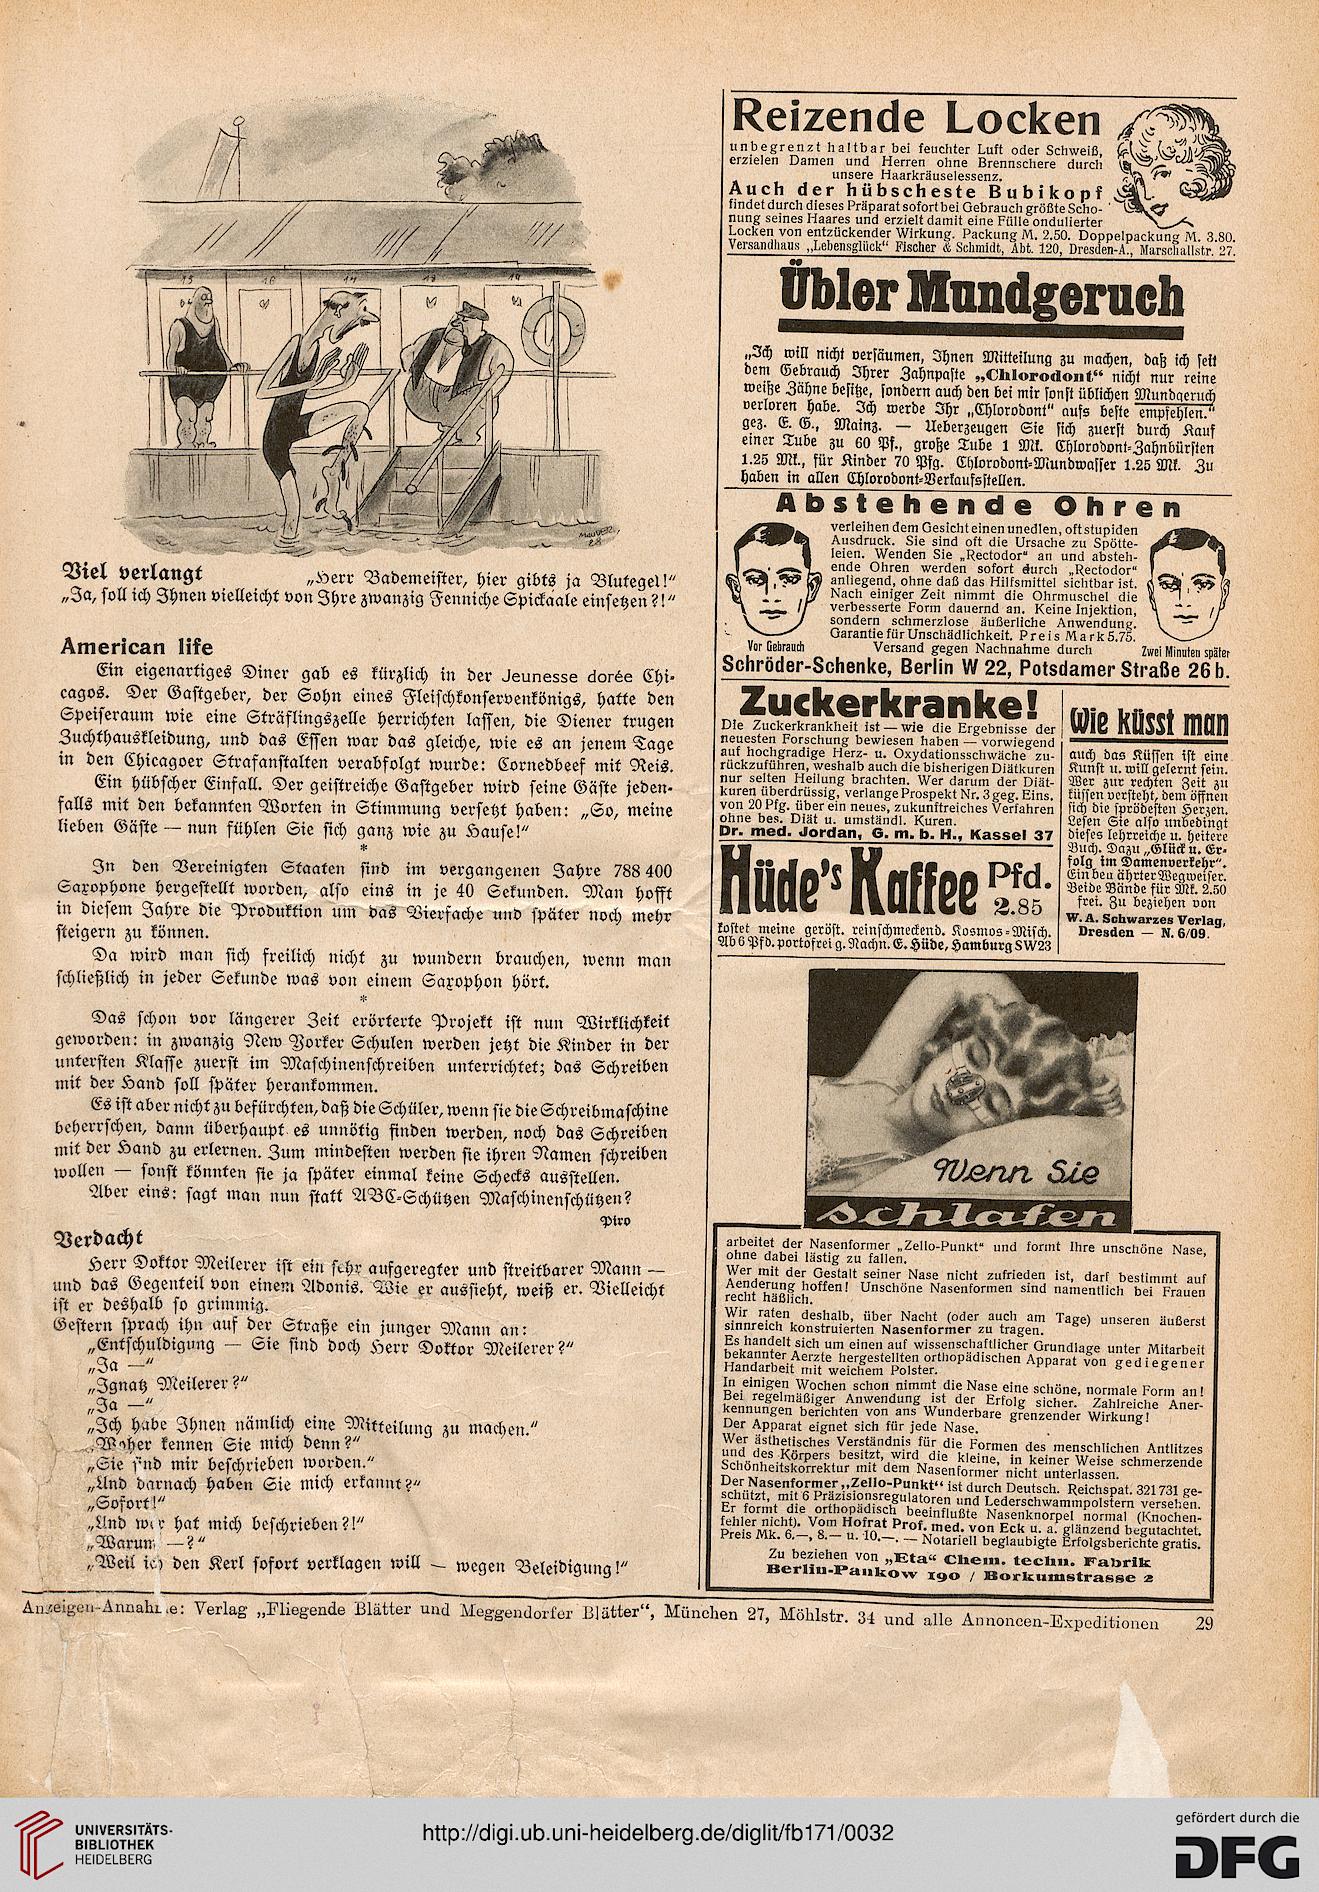 15
16
17
18
19
MAUDER.
28
Viel verlangt „Herr Bademeister, hier gibts ja Blutegel!"
„Ja, soll ich Ihnen vielleicht von Ihre zwanzig Fenniche Spickaale einsetzen?!"
American life
Ein eigenartiges Diner gab es kürzlich in der Jeunesse dorée Chi-
cagos. Der Gastgeber, der Sohn eines Fleischkonservenkönigs, hatte den
Speiseraum wie eine Sträflingszelle herrichten lassen, die Diener trugen
Zuchthauskleidung, und das Essen war das gleiche, wie es an jenem Tage
in den Chicagoer Strafanstalten verabfolgt wurde: Cornedbeef mit Reis.
Ein hübscher Einfall. Der geistreiche Gastgeber wird seine Gäste jeden-
falls mit den bekannten Worten in Stimmung versetzt haben: „So, meine
lieben Gäste — nun fühlen Sie sich ganz wie zu Hause!"
*
In den Vereinigten Staaten sind im vergangenen Jahre 788 400
Saxophone hergestellt worden, also eins in je 40 Sekunden. Man hofft
in diesem Jahre die Produktion um das Vierfache und später noch mehr
steigern zu können.
Da wird man sich freilich nicht zu wundern brauchen, wenn man
schließlich in jeder Sekunde was von einem Saxophon hört.
*
Das schon vor längerer Zeit erörterte Projekt ist nun Wirklichkeit
geworden: in zwanzig New Yorker Schulen werden jetzt die Kinder in der
untersten Klasse zuerst im Maschinenschreiben unterrichtet; das Schreiben
mit der Hand soll später herankommen.
Es ist aber nicht zu befürchten, daß die Schüler, wenn sie die Schreibmaschine
beherrschen, dann überhaupt es unnötig finden werden, noch das Schreiben
mit der Hand zu erlernen. Zum mindesten werden sie ihren Namen schreiben
wollen — sonst könnten sie ja später einmal keine Schecks ausstellen.
Aber eins: sagt man nun statt ABC-Schützen Maschinenschützen?
Piro
Verdacht
Herr Doktor Meilerer ist ein sehr aufgeregter und streitbarer Mann —
und das Gegenteil von einem Adonis. Wie er aussieht, weiß er. Vielleicht
ist er deshalb so grimmig.
Gestern sprach ihn auf der Straße ein junger Mann an:
„Entschuldigung — Sie sind doch Herr Doktor Meilerer?"
„Ja —"
„Ignatz Meilerer?"
„Ja —"
„Ich habe Ihnen nämlich eine Mitteilung zu machen."
„Woher kennen Sie mich denn?"
„Sie sind mir beschrieben worden."
„Und darnach haben Sie mich erkannt?"
„Sofort!"
„Und wer hat mich beschrieben?!"
„Warum —?"
„Weil ich den Kerl sofort verklagen will — wegen Beleidigung!"
Reizende Locken
unbegrenzt haltbar bei feuchter Luft oder Schweiß,
erzielen Damen und Herren ohne Brennschere durch
unsere Haarkräuselessenz.
Auch der hübscheste Bubikopf
findet durch dieses Präparat sofort bei Gebrauch größte Scho-
nung seines Haares und erzielt damit eine Fülle ondulierter
Locken von entzückender Wirkung. Packung M. 2.50. Doppelpackung M. 3.80.
Versandhaus „Lebensglück" Fischer & Schmidt, Abt. 120, Dresden-A., Marschallstr. 27.
Übler Mundgeruch
„Ich will nicht versäumen, Ihnen Mitteilung zu machen, daß ich seit
dem Gebrauch Ihrer Zahnpaste „Chlorodont" nicht nur reine
weiße Zähne besitze, sondern auch den bei mir sonst üblichen Mundgeruch
verloren habe. Ich werde Ihr „Chlorodont" aufs beste empfehlen."
gez. E. G., Mainz. — Ueberzeugen Sie sich zuerst durch Kauf
einer Tube zu 60 Pf., große Tube 1 Mk. Chlorodont-Zahnbürsten
1.25 Mk., für Kinder 70 Pfg. Chlorodont-Mundwasser 1.25 Mk. Zu
haben in allen Chlorodont-Verkaufsstellen.
Abstehende Ohren
verleihen dem Gesicht einen unedlen, oft stupiden
Ausdruck. Sie sind oft die Ursache zu Spötte-
leien. Wenden Sie „Rectodor" an und absteh-
ende Ohren werden sofort durch „Rectodor"
anliegend, ohne daß das Hilfsmittel sichtbar ist.
Nach einiger Zeit nimmt die Ohrmuschel die
verbesserte Form dauernd an. Keine Injektion,
sondern schmerzlose äußerliche Anwendung.
Garantie für Unschädlichkeit. Preis Mark 5.75.
Vor Gebrauch Versand gegen Nachnahme durch Zwei Minuten später
Schröder-Schenke, Berlin W 22, Potsdamer Straße 26 b.
Zuckerkranke!
Die Zuckerkrankheit ist — wie die Ergebnisse der
neuesten Forschung bewiesen haben — vorwiegend
auf hochgradige Herz- u. Oxydationsschwäche zu-
rückzuführen, weshalb auch die bisherigen Diätkuren
nur selten Heilung brachten. Wer darum der Diät-
kuren überdrüssig, verlange Prospekt Nr. 3 geg. Eins.
von 20 Pfg. über ein neues, zukunftreiches Verfahren
ohne bes. Diät u. umständl. Kuren.
Dr. med. Jordan, G. m. b. H., Kassel 37
Hüde's Kaffee Pfd. 2.85
kostet meine geröst. reinschmeckend. Kosmos-Misch.
Ab 6 Pfd. portofrei g. Nachn. E. Hüde, Hamburg SW23
Wie küsst man
auch das Küssen ist eine
Kunst u. will gelernt sein.
Wer zur rechten Zeit zu
küssen versteht, dem öffnen
sich die sprödesten Herzen.
Lesen Sie also unbedingt
dieses lehrreiche u. heitere
Buch. Dazu „Glück u. Er-
folg im Damenverkehr".
Ein bewährter Wegweiser.
Beide Bände für Mk. 2.50
frei. Zu beziehen von
W. A. Schwarzes Verlag,
Dresden — N. 6/09.
Wenn Sie
schlafen
arbeitet der Nasenformer „Zello-Punkt" und formt Ihre unschöne Nase,
ohne dabei lästig zu fallen.
Wer mit der Gestalt seiner Nase nicht zufrieden ist, darf bestimmt auf
Aenderung hoffen! Unschöne Nasenformen sind namentlich bei Frauen
recht häßlich.
Wir raten deshalb, über Nacht (oder auch am Tage) unseren äußerst
sinnreich konstruierten Nasenformer zu tragen.
Es handelt sich um einen auf wissenschaftlicher Grundlage unter Mitarbeit
bekannter Aerzte hergestellten orthopädischen Apparat von gediegener
Handarbeit mit weichem Polster.
In einigen Wochen schon nimmt die Nase eine schöne, normale Form an!
Bei regelmäßiger Anwendung ist der Erfolg sicher. Zahlreiche Aner-
kennungen berichten von ans Wunderbare grenzender Wirkung!
Der Apparat eignet sich für jede Nase.
Wer ästhetisches Verständnis für die Formen des menschlichen Antlitzes
und des Körpers besitzt, wird die kleine, in keiner Weise schmerzende
Schönheitskorrektur mit dem Nasenformer nicht unterlassen.
Der Nasenformer „Zello-Punkt" ist durch Deutsch. Reichspat. 321731 ge-
schützt, mit 6 Präzisionsregulatoren und Lederschwammpolstern versehen.
Er formt die orthopädisch beeinflußte Nasenknorpel normal (Knochen-
fehler nicht). Vom Hofrat Prof. med. von Eck u. a. glänzend begutachtet.
Preis Mk. 6.—, 8.— u. 10.—. — Notariell beglaubigte Erfolgsberichte gratis.
Zu beziehen von „Eta" Chem. techn. Fabrik
Berlin-Pankow 190 / Borkumstrasse 2
Anzeigen-Annahme: Verlag „Fliegende Blätter und Meggendorfer Blätter", München 27, Möhlstr. 34 und alle Annoncen-Expeditionen 29
UNIVERSITÄTS-
BIBLIOTHEK
HEIDELBERG
http://digi.ub.uni-heidelberg.de/diglit/fb171/0032
gefördert durch die
DFG